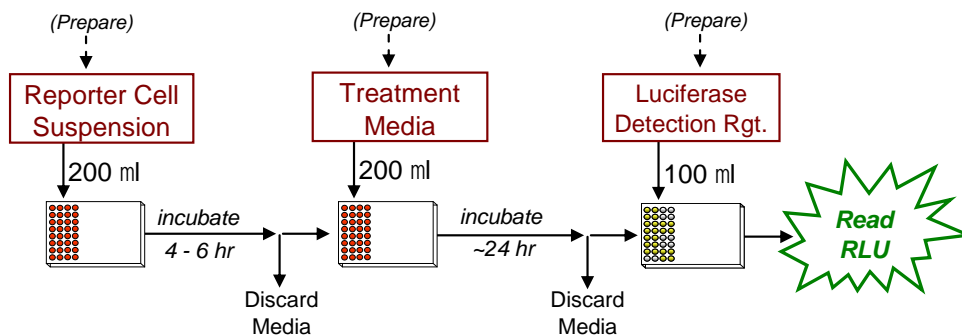 (Prepare)
(Prepare)
(Prepare)
Reporter Cell
Suspension
Treatment
Media
Luciferase
Detection Rgt.
200 ㎖
200 ㎖
100 ㎖
incubate
4 - 6 hr
incubate
~24 hr
Read
RLU
Discard
Media
Discard
Media